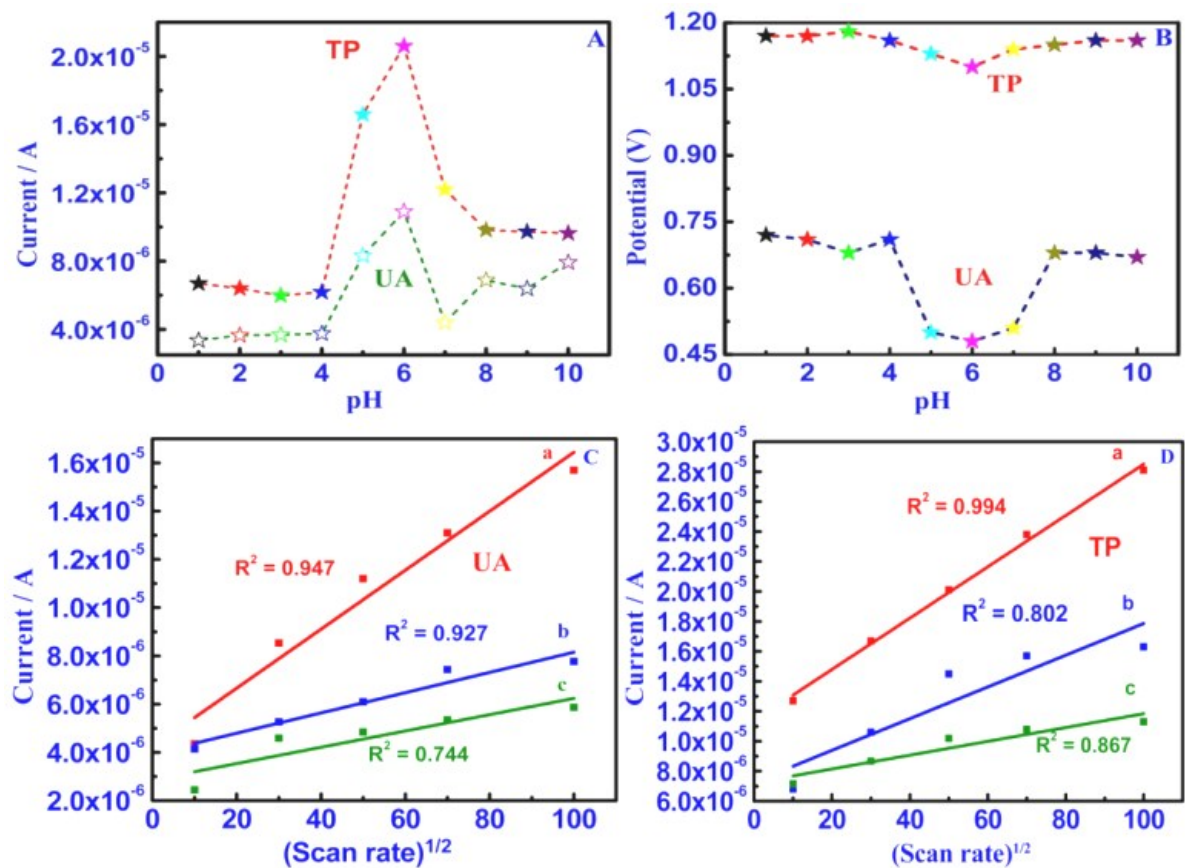 A
TP
UA
Current / A
2.0x10⁻⁵
1.6x10⁻⁵
1.2x10⁻⁵
8.0x10⁻⁶
4.0x10⁻⁶
0 2 4 6 8 10
pH
B
TP
UA
Potential (V)
1.20
1.05
0.90
0.75
0.60
0.45
0 2 4 6 8 10
pH
a C
R² = 0.947
UA
R² = 0.927
b
c
R² = 0.744
Current / A
1.6x10⁻⁵
1.4x10⁻⁵
1.2x10⁻⁵
1.0x10⁻⁵
8.0x10⁻⁶
6.0x10⁻⁶
4.0x10⁻⁶
2.0x10⁻⁶
0 20 40 60 80 100
(Scan rate)¹/²
a D
R² = 0.994
TP
R² = 0.802
b
c
R² = 0.867
Current / A
3.0x10⁻⁵
2.8x10⁻⁵
2.6x10⁻⁵
2.4x10⁻⁵
2.2x10⁻⁵
2.0x10⁻⁵
1.8x10⁻⁵
1.6x10⁻⁵
1.4x10⁻⁵
1.2x10⁻⁵
1.0x10⁻⁵
8.0x10⁻⁶
6.0x10⁻⁶
0 20 40 60 80 100
(Scan rate)¹/²